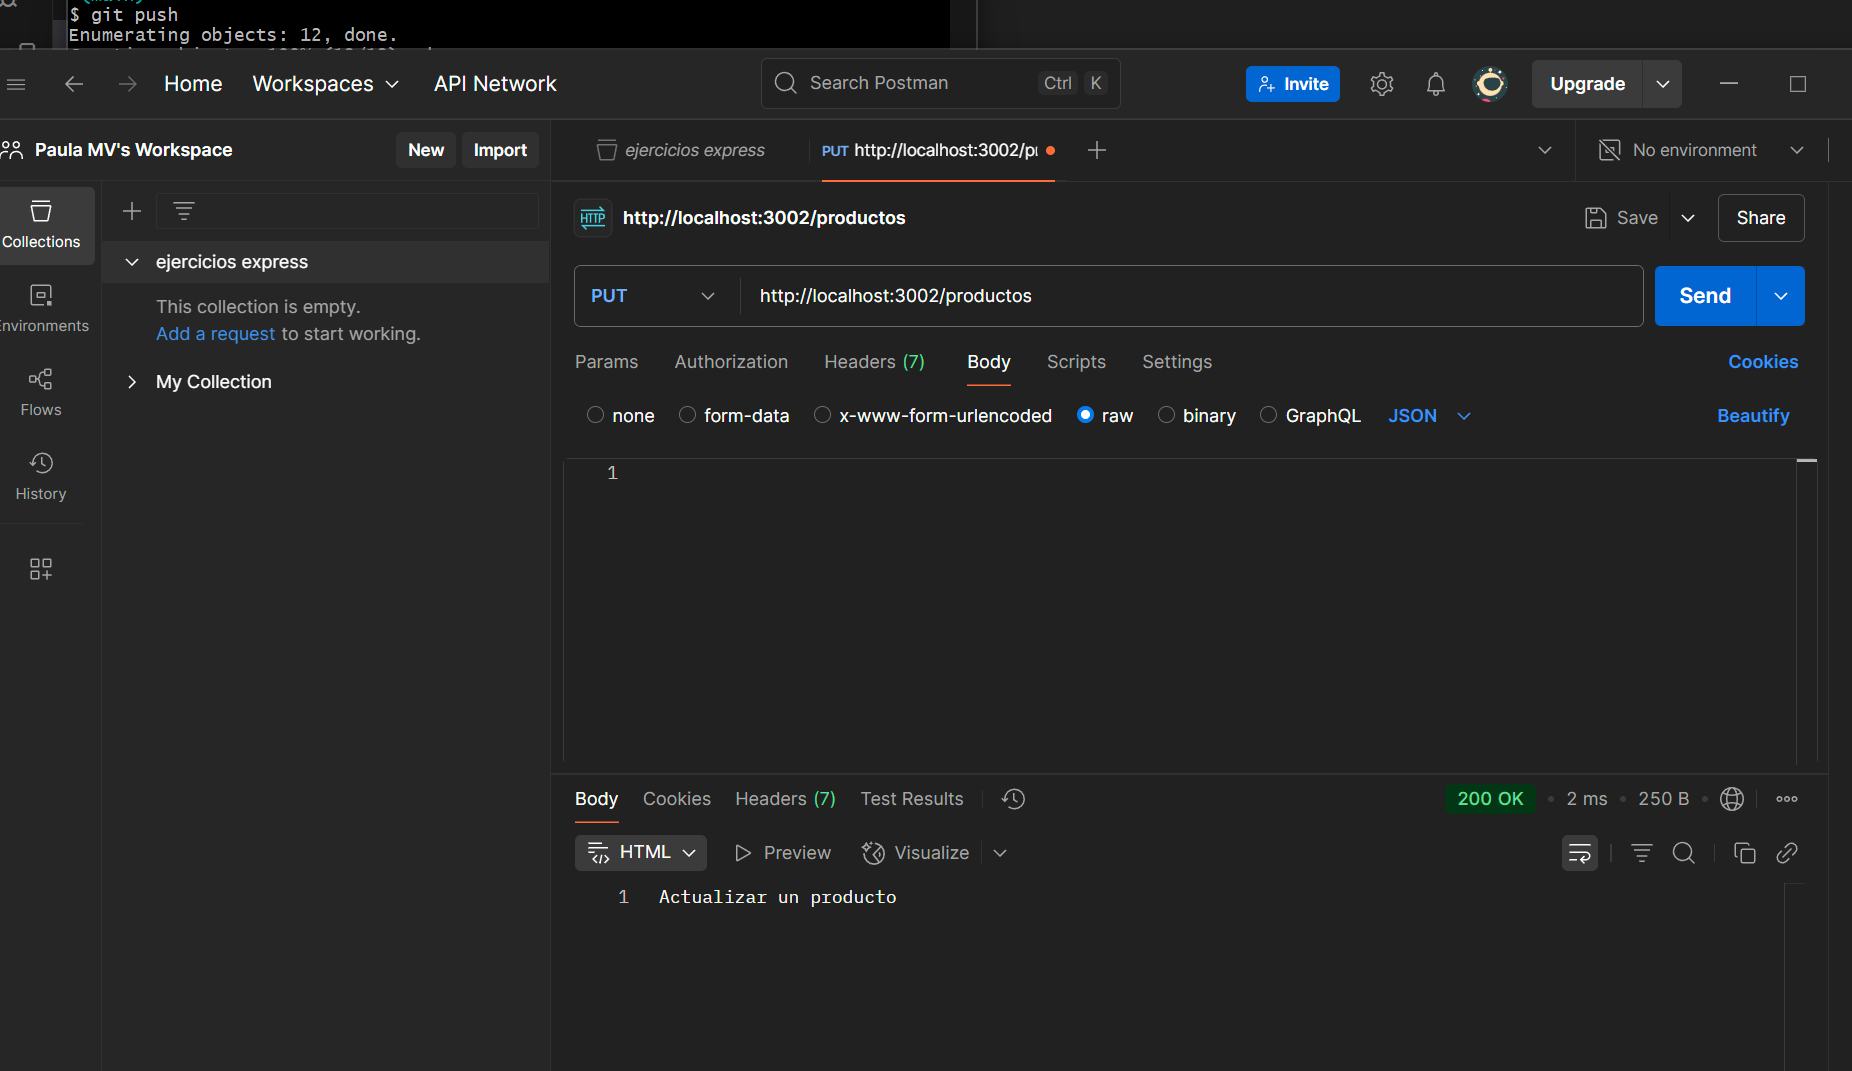 $ git push
Enumerating objects: 12, done.
Home Workspaces API Network Search Postman Ctrl K Invite Upgrade
Paula MV's Workspace New Import ejercicios express PUT http://localhost:3002/p No environment
Collections
HTTP http://localhost:3002/productos Save Share
ejercicios express
PUT http://localhost:3002/productos Send
This collection is empty.
Add a request to start working.
nvironments
Params Authorization Headers (7) Body Scripts Settings Cookies
My Collection
Flows
none form-data x-www-form-urlencoded raw binary GraphQL JSON Beautify
1
History
Body Cookies Headers (7) Test Results 200 OK • 2 ms • 250 B •
HTML Preview Visualize
1 Actualizar un producto